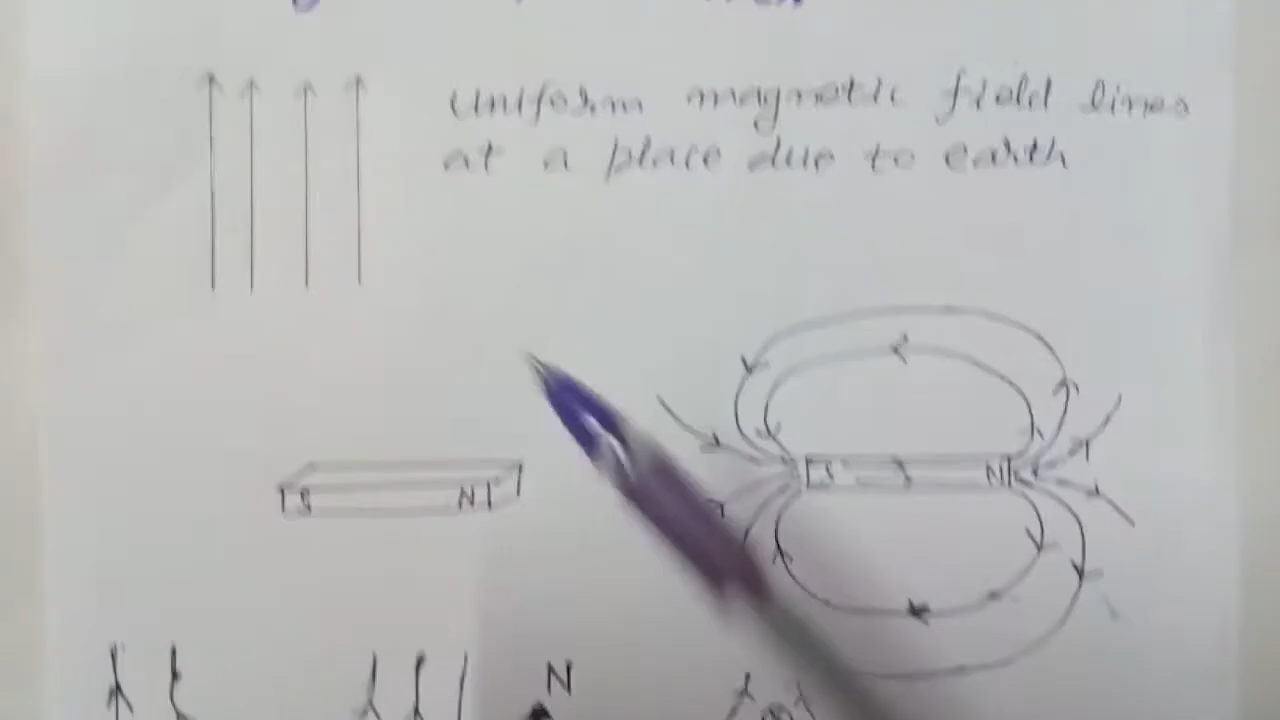 uniform magnetic field lines
at a place due to earth
S N
S N
N